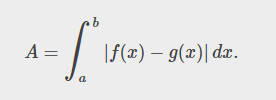 A = ∫_a^b |f(x) − g(x)| dx.